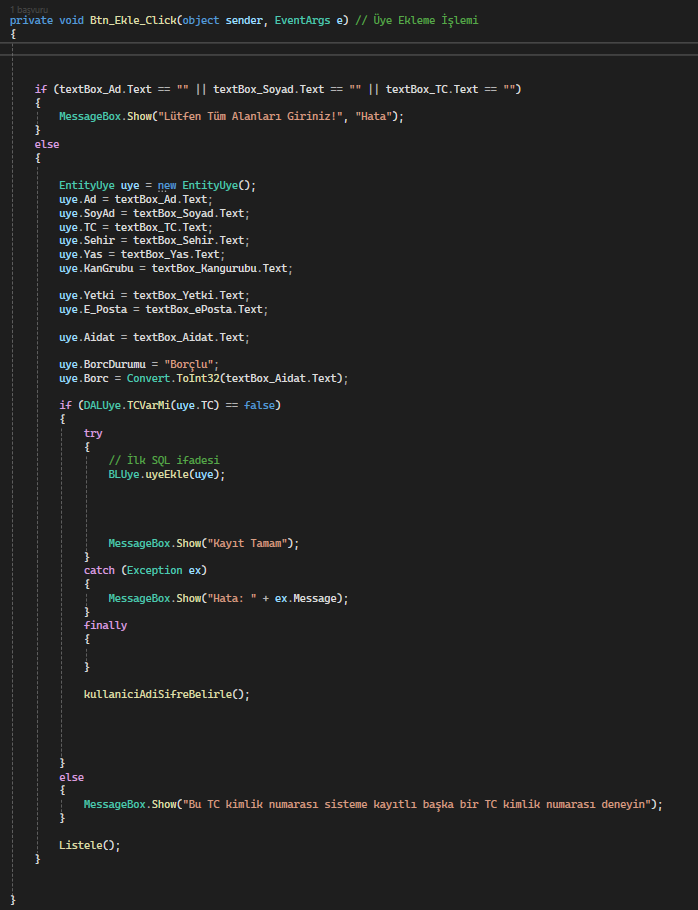 1 başvuru
private void Btn_Ekle_Click(object sender, EventArgs e) // Üye Ekleme İşlemi
{
if (textBox_Ad.Text == "" || textBox_Soyad.Text == "" || textBox_TC.Text == "")
{
MessageBox.Show("Lütfen Tüm Alanları Giriniz!", "Hata");
}
else
{
EntityUye uye = new EntityUye();
uye.Ad = textBox_Ad.Text;
uye.SoyAd = textBox_Soyad.Text;
uye.TC = textBox_TC.Text;
uye.Sehir = textBox_Sehir.Text;
uye.Yas = textBox_Yas.Text;
uye.KanGrubu = textBox_Kangurubu.Text;
uye.Yetki = textBox_Yetki.Text;
uye.E_Posta = textBox_ePosta.Text;
uye.Aidat = textBox_Aidat.Text;
uye.BorcDurumu = "Borçlu";
uye.Borc = Convert.ToInt32(textBox_Aidat.Text);
if (DALUye.TCVarMi(uye.TC) == false)
{
try
{
// İlk SQL ifadesi
BLUye.uyeEkle(uye);
MessageBox.Show("Kayıt Tamam");
}
catch (Exception ex)
{
MessageBox.Show("Hata: " + ex.Message);
}
finally
{
}
kullaniciAdiSifreBelirle();
}
else
{
MessageBox.Show("Bu TC kimlik numarası sisteme kayıtlı başka bir TC kimlik numarası deneyin");
}
Listele();
}
}